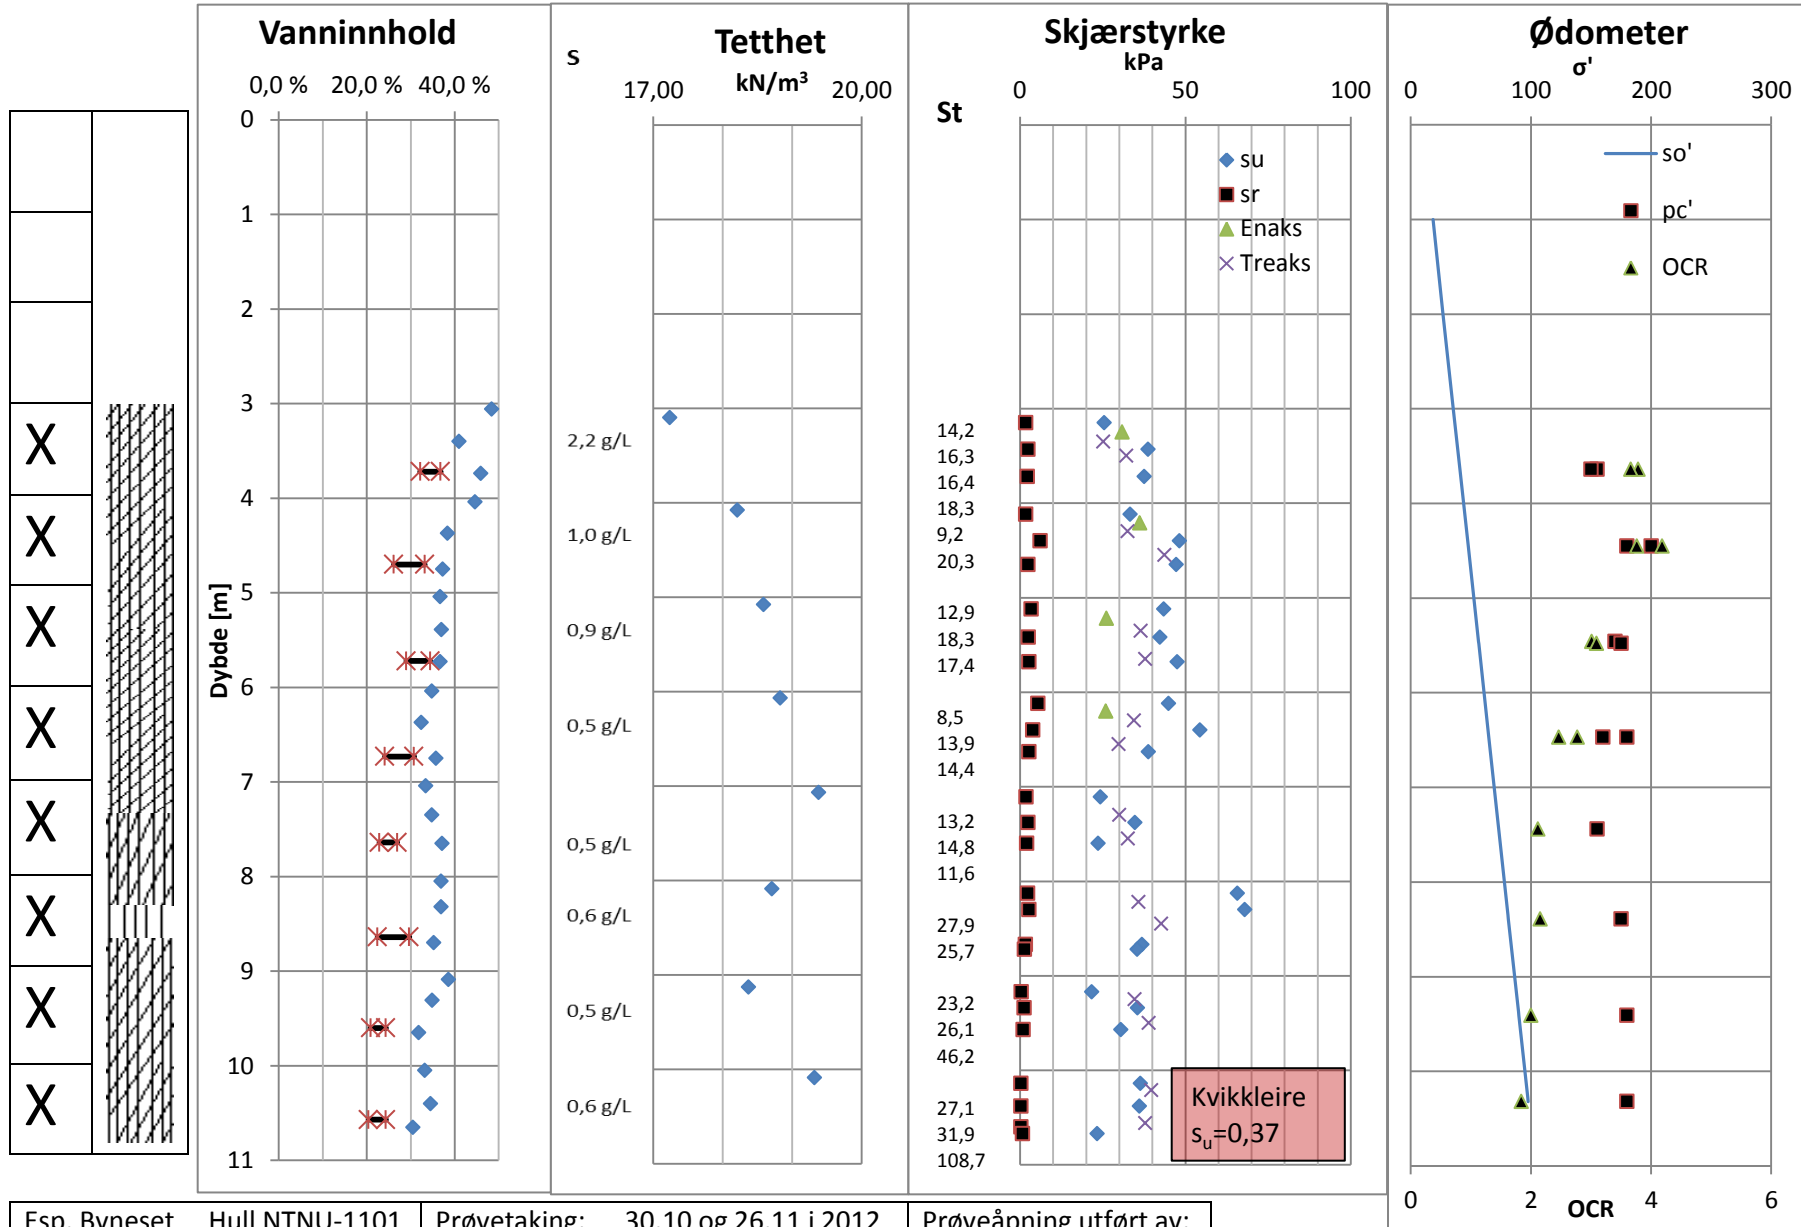 Vanninnhold
0,0 % 20,0 % 40,0 %
S
Tetthet
kN/m³
17,00 20,00
Skjærstyrke
kPa
0 50 100
St
Ødometer
σ'
0 100 200 300
su
sr
Enaks
Treaks
so'
pc'
OCR
Dybde [m]
0
1
2
3
4
5
6
7
8
9
10
11
X
X
X
X
X
X
X
X
2,2 g/L
1,0 g/L
0,9 g/L
0,5 g/L
0,5 g/L
0,6 g/L
0,5 g/L
0,6 g/L
14,2
16,3
16,4
18,3
9,2
20,3
12,9
18,3
17,4
8,5
13,9
14,4
13,2
14,8
11,6
27,9
25,7
23,2
26,1
46,2
27,1
31,9
108,7
Kvikkleire
su=0,37
0 2 4 6
OCR
Esp, Byneset Hull NTNU-1101 Prøvetaking: 30.10 og 26.11 i 2012 Prøveåpning utført av: